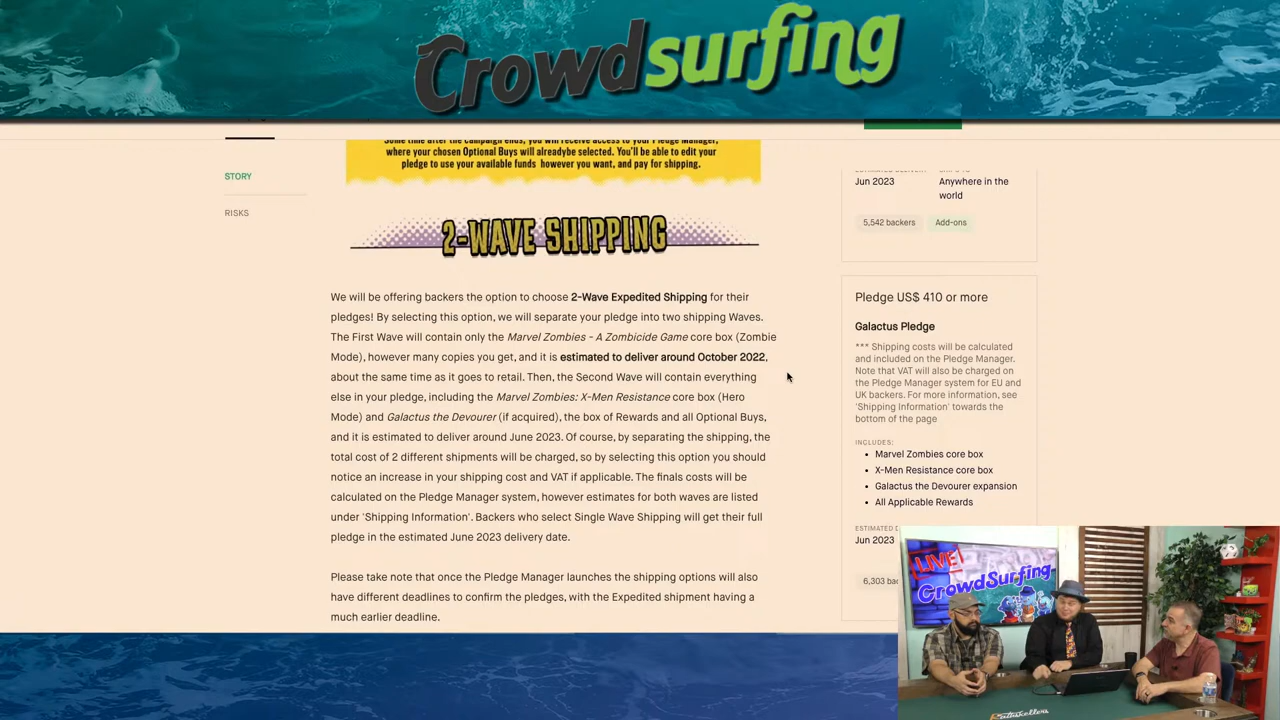 Crowdsurfing
Some time after the campaign ends, you will receive access to your Pledge Manager,
where your chosen Optional Buys will alreadybe selected. You'll be able to edit your
pledge to use your available funds however you want, and pay for shipping.
STORY
RISKS
2-WAVE SHIPPING
We will be offering backers the option to choose 2-Wave Expedited Shipping for their
pledges! By selecting this option, we will separate your pledge into two shipping Waves.
The First Wave will contain only the Marvel Zombies - A Zombicide Game core box (Zombie
Mode), however many copies you get, and it is estimated to deliver around October 2022,
about the same time as it goes to retail. Then, the Second Wave will contain everything
else in your pledge, including the Marvel Zombies: X-Men Resistance core box (Hero
Mode) and Galactus the Devourer (if acquired), the box of Rewards and all Optional Buys,
and it is estimated to deliver around June 2023. Of course, by separating the shipping, the
total cost of 2 different shipments will be charged, so by selecting this option you should
notice an increase in your shipping cost and VAT if applicable. The finals costs will be
calculated on the Pledge Manager system, however estimates for both waves are listed
under 'Shipping Information'. Backers who select Single Wave Shipping will get their full
pledge in the estimated June 2023 delivery date.
Please take note that once the Pledge Manager launches the shipping options will also
have different deadlines to confirm the pledges, with the Expedited shipment having a
much earlier deadline.
Jun 2023
Anywhere in the
world
5,542 backers
Add-ons
Pledge US$ 410 or more
Galactus Pledge
*** Shipping costs will be calculated
and included on the Pledge Manager.
Note that VAT will also be charged on
the Pledge Manager system for EU and
UK backers. For more information, see
'Shipping Information' towards the
bottom of the page
INCLUDES:
Marvel Zombies core box
X-Men Resistance core box
Galactus the Devourer expansion
All Applicable Rewards
ESTIMATED D
Jun 2023
6,303 bac
LIVE
CrowdSurfing